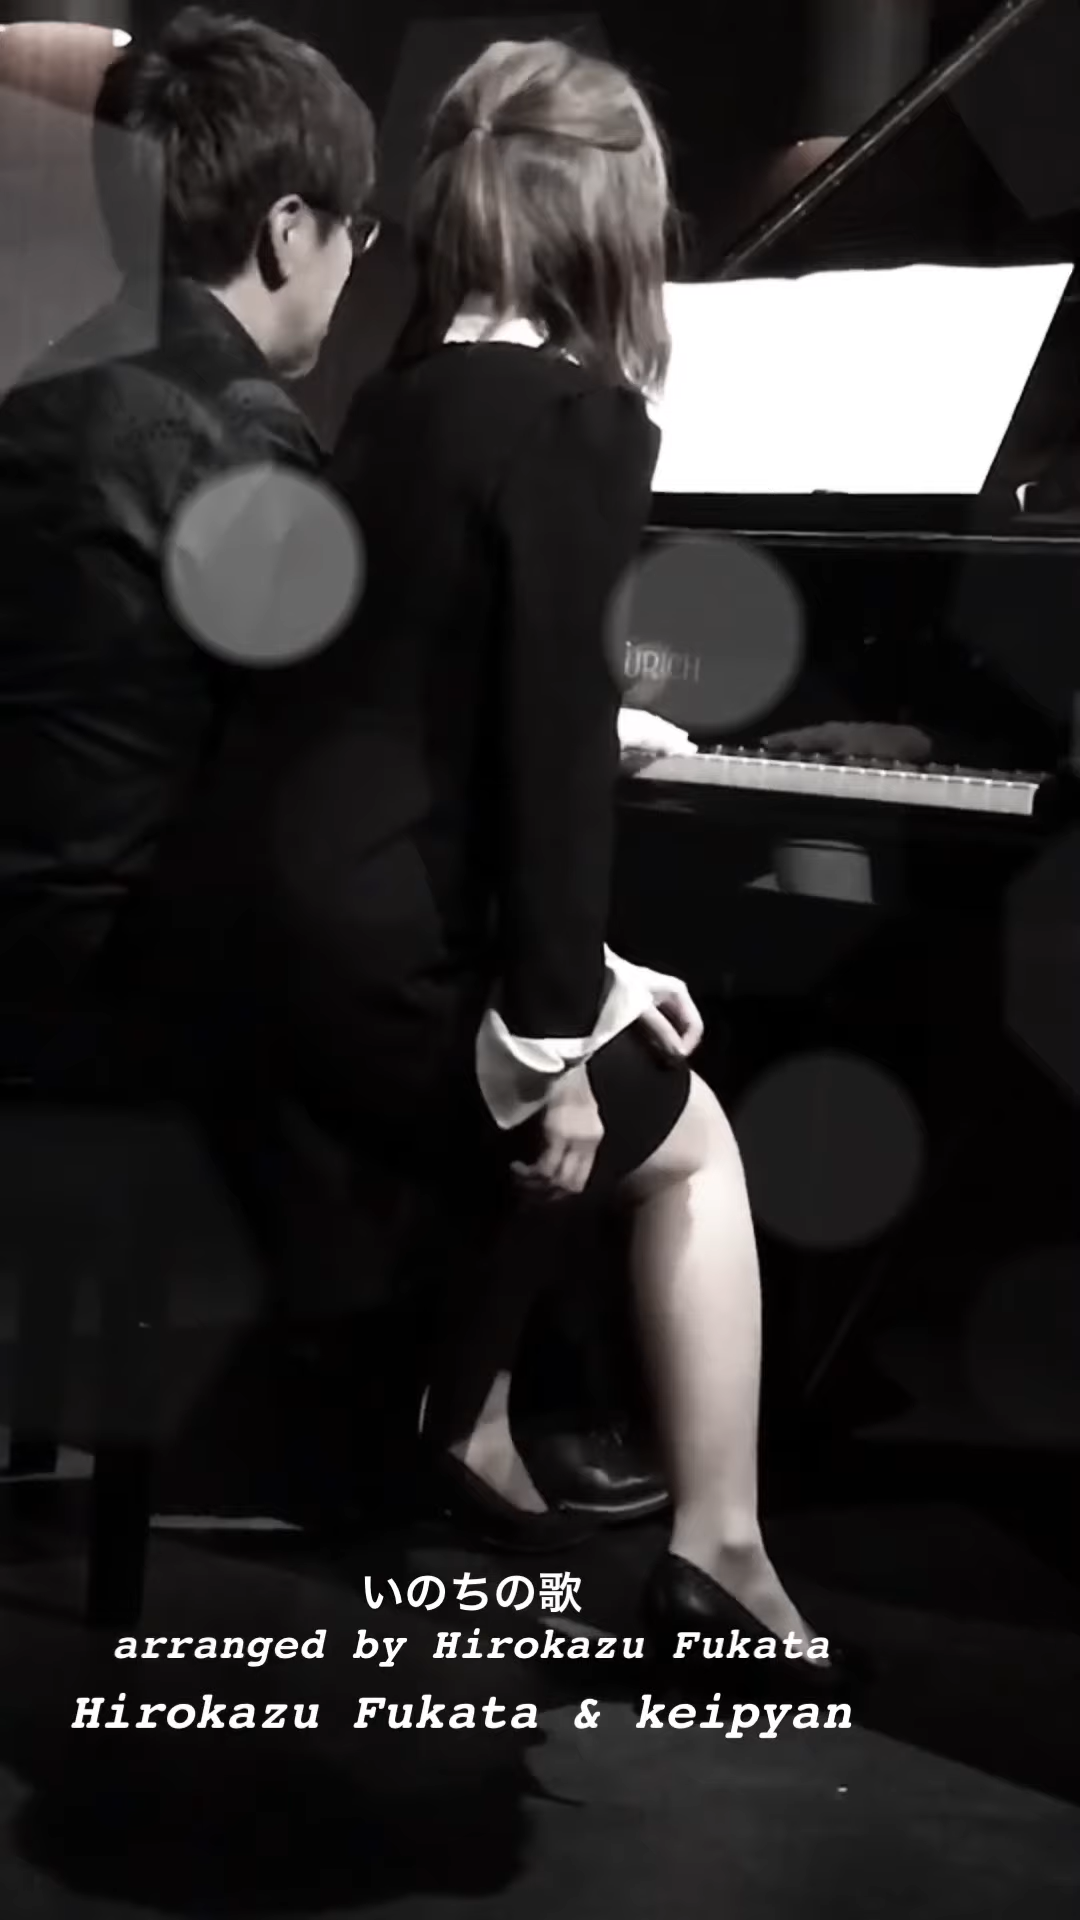 いのちの歌
arranged by Hirokazu Fukata
Hirokazu Fukata & keipyan